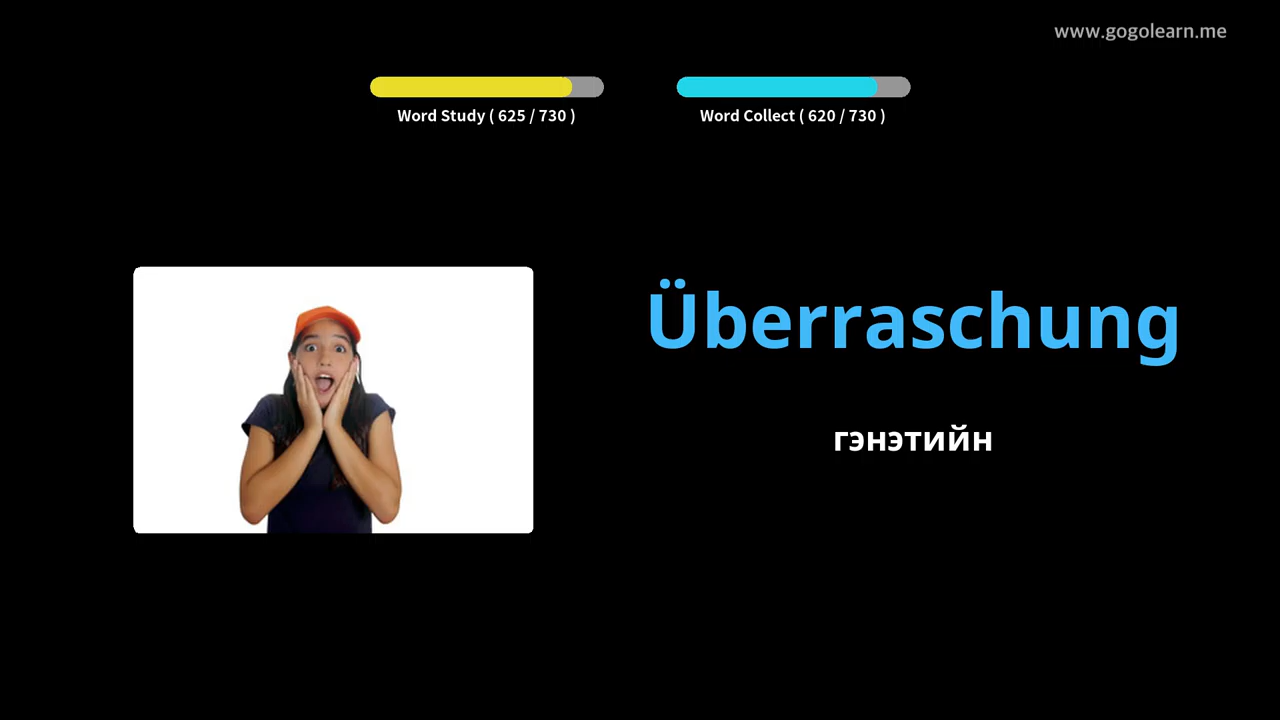 www.gogolearn.me
Word Study ( 625 / 730 )
Word Collect ( 620 / 730 )
Überraschung
гэнэтийн